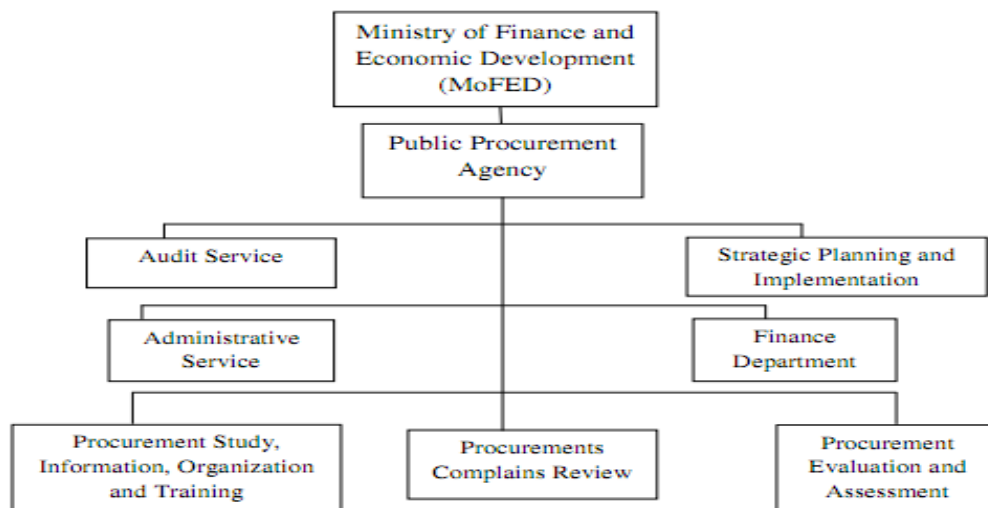 Ministry of Finance and
Economic Development
(MoFED)
Public Procurement
Agency
Audit Service
Strategic Planning and
Implementation
Administrative
Service
Finance
Department
Procurement Study,
Information, Organization
and Training
Procurements
Complains Review
Procurement
Evaluation and
Assessment